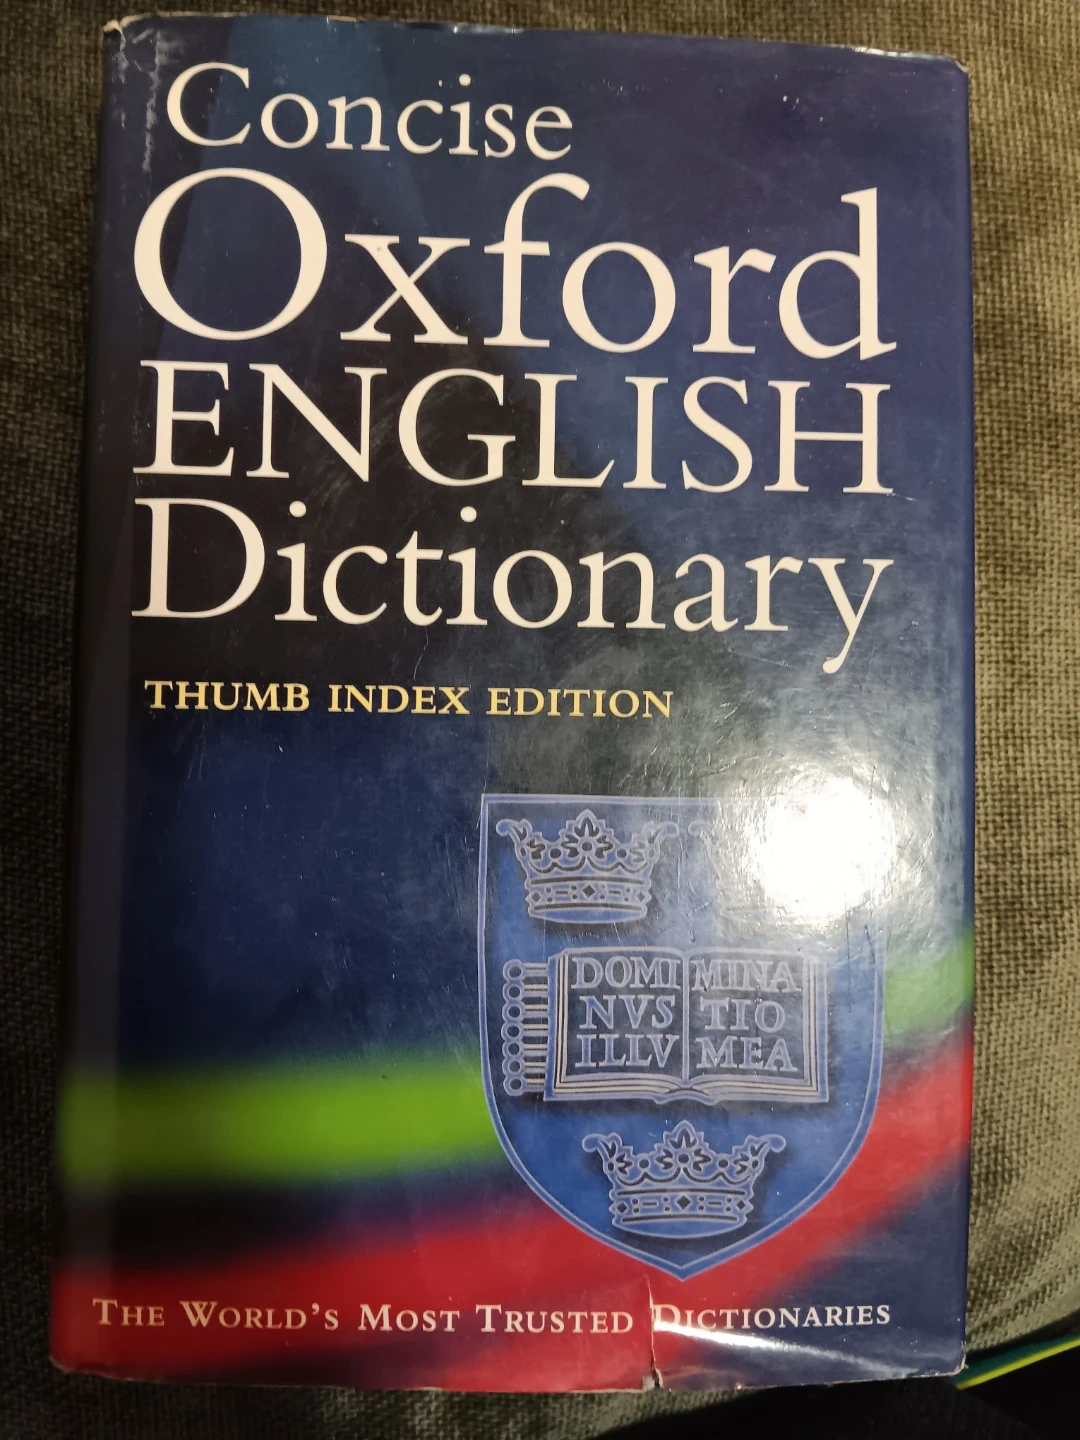 Concise
Oxford
ENGLISH
Dictionary
THUMB INDEX EDITION
DOMI MINA
NVS TIO
ILLV MEA
THE WORLD'S MOST TRUSTED DICTIONARIES